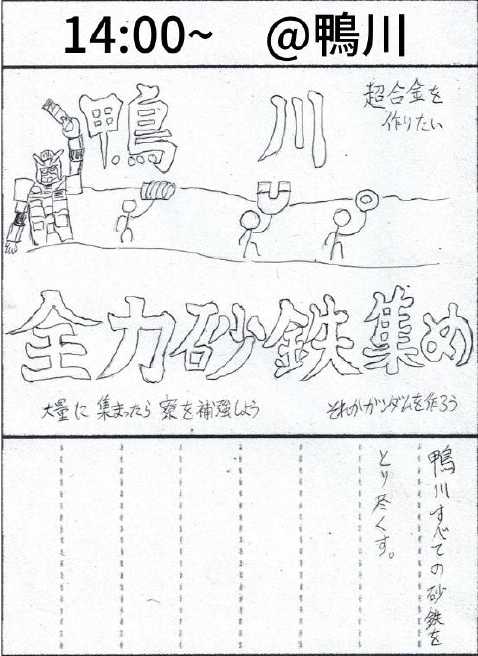 14:00~ @鴨川
鴨川
超合金を
作りたい
全力砂鉄集め
大量に集まったら寮を補強しよう
それかガンダムを作ろう
鴨川すべての砂鉄を
とり尽くす。